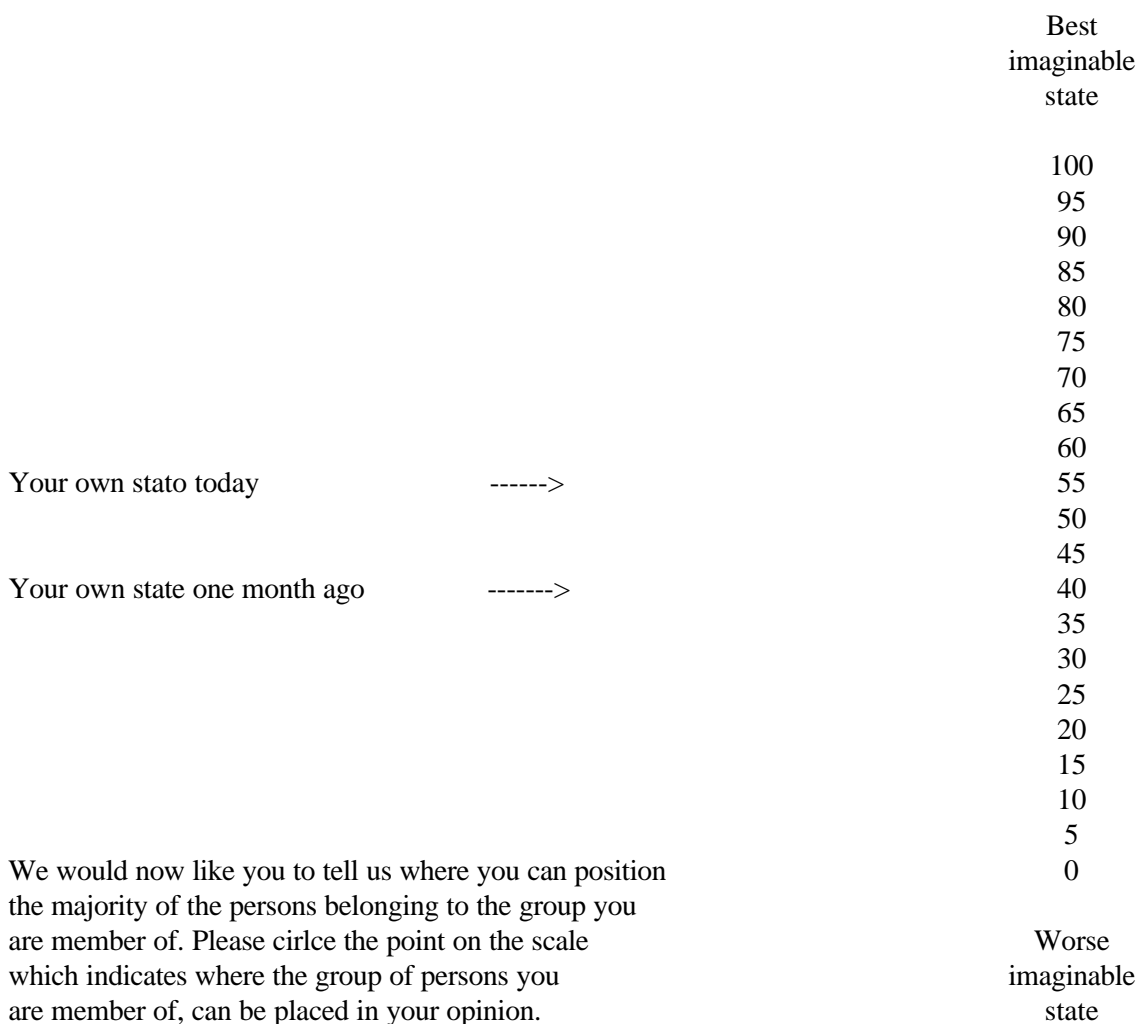 Best
imaginable
state
100
95
90
85
80
75
70
65
60
Your own stato today ------> 55
50
45
Your own state one month ago -------> 40
35
30
25
20
15
10
5
We would now like you to tell us where you can position 0
the majority of the persons belonging to the group you
are member of. Please cirlce the point on the scale Worse
which indicates where the group of persons you imaginable
are member of, can be placed in your opinion. state